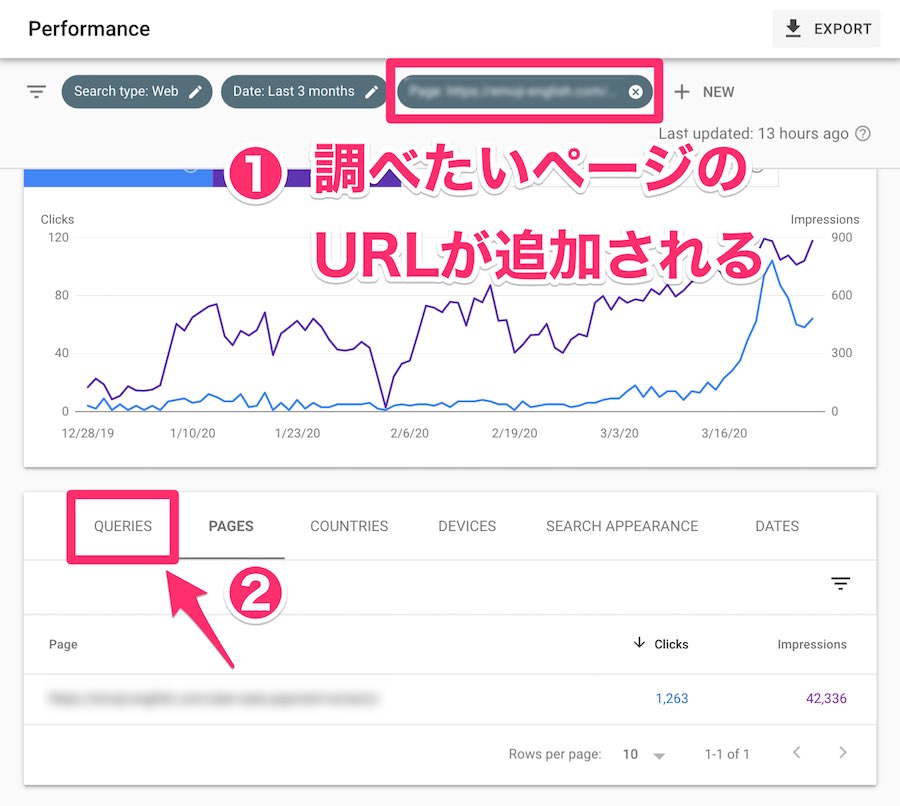 Performance
EXPORT
Search type: Web
Date: Last 3 months
Page: https://emoji-english.com/...
NEW
Last updated: 13 hours ago
❶ 調べたいページの
URLが追加される
Clicks
Impressions
120
900
80
600
40
300
0
0
12/28/19
1/10/20
1/23/20
2/6/20
2/19/20
3/3/20
3/16/20
QUERIES
PAGES
COUNTRIES
DEVICES
SEARCH APPEARANCE
DATES
❷
Page
Clicks
Impressions
1,263
42,336
Rows per page:
10
1-1 of 1